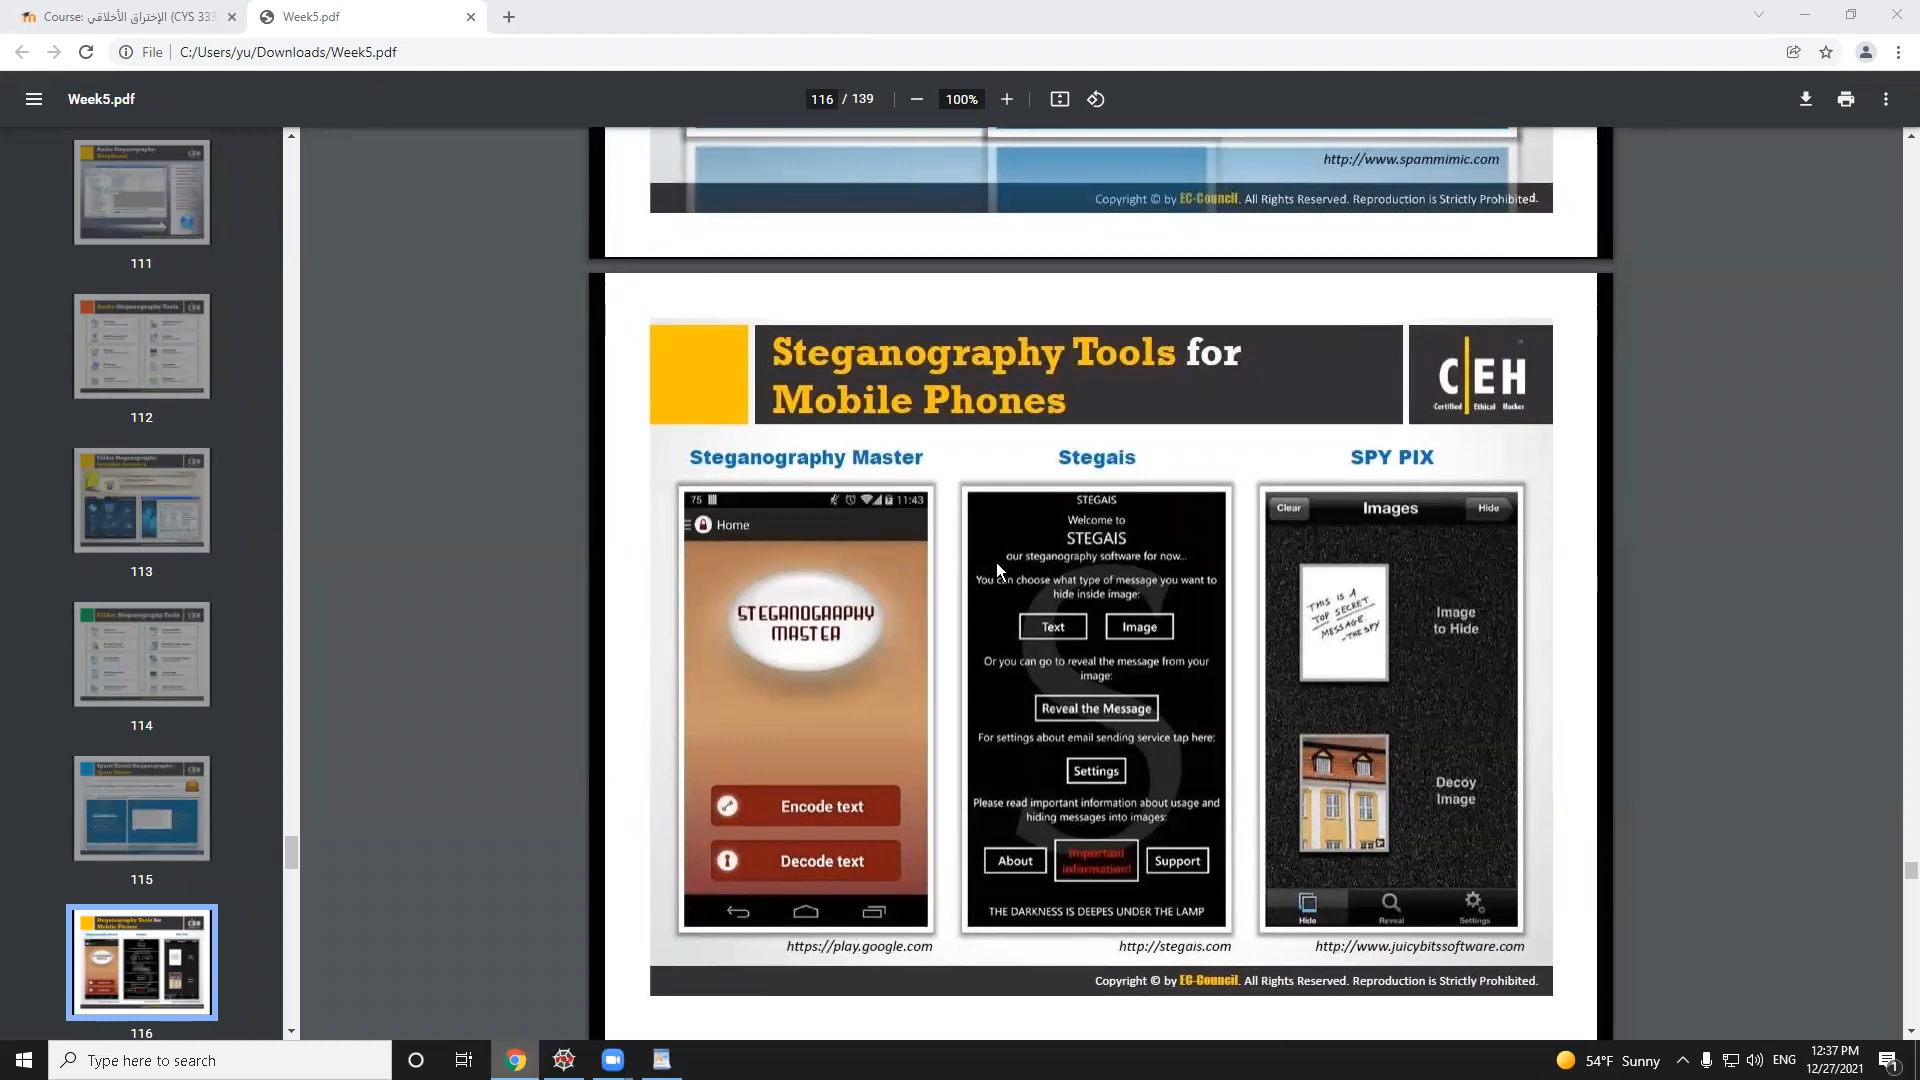 Course: الإختراق الأخلاقي (CYS 333
Week5.pdf
File
C:/Users/yu/Downloads/Week5.pdf
Week5.pdf
116 / 139
100%
111
112
113
114
115
116
http://www.spammimic.com
Copyright © by EC-Council. All Rights Reserved. Reproduction is Strictly Prohibited.
Steganography Tools for
Mobile Phones
C|EH
Certified Ethical Hacker
Steganography Master
75
11:43
Home
STEGANOGRAPHY
MASTER
Encode text
Decode text
https://play.google.com
Stegais
STEGAIS
Welcome to
STEGAIS
our steganography software for now...
You can choose what type of message you want to
hide inside image:
Text
Image
Or you can go to reveal the message from your
image:
Reveal the Message
For settings about email sending service tap here:
Settings
Please read important information about usage and
hiding messages into images:
About
Important
information!
Support
THE DARKNESS IS DEEPES UNDER THE LAMP
http://stegais.com
SPY PIX
Clear
Images
Hide
THIS IS A
TOP SECRET
MESSAGE
-THE SPY
Image
to Hide
Decoy
Image
Hide
Reveal
Settings
http://www.juicybitssoftware.com
Copyright © by EC-Council. All Rights Reserved. Reproduction is Strictly Prohibited.
Type here to search
54°F Sunny
ENG
12:37 PM
12/27/2021
1